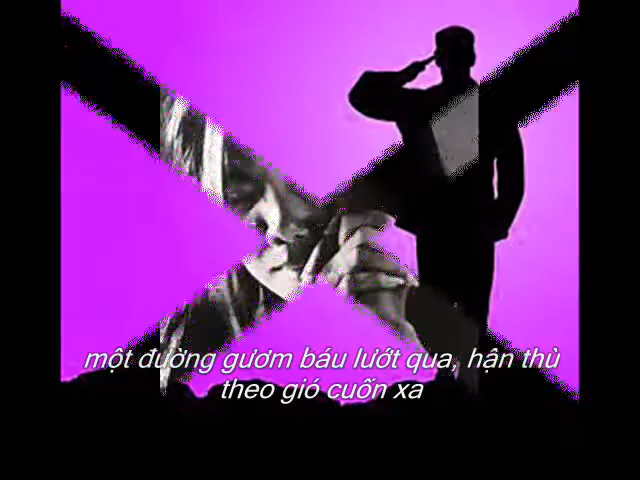 một đường gươm báu lướt qua, hận thù
theo gió cuốn xa